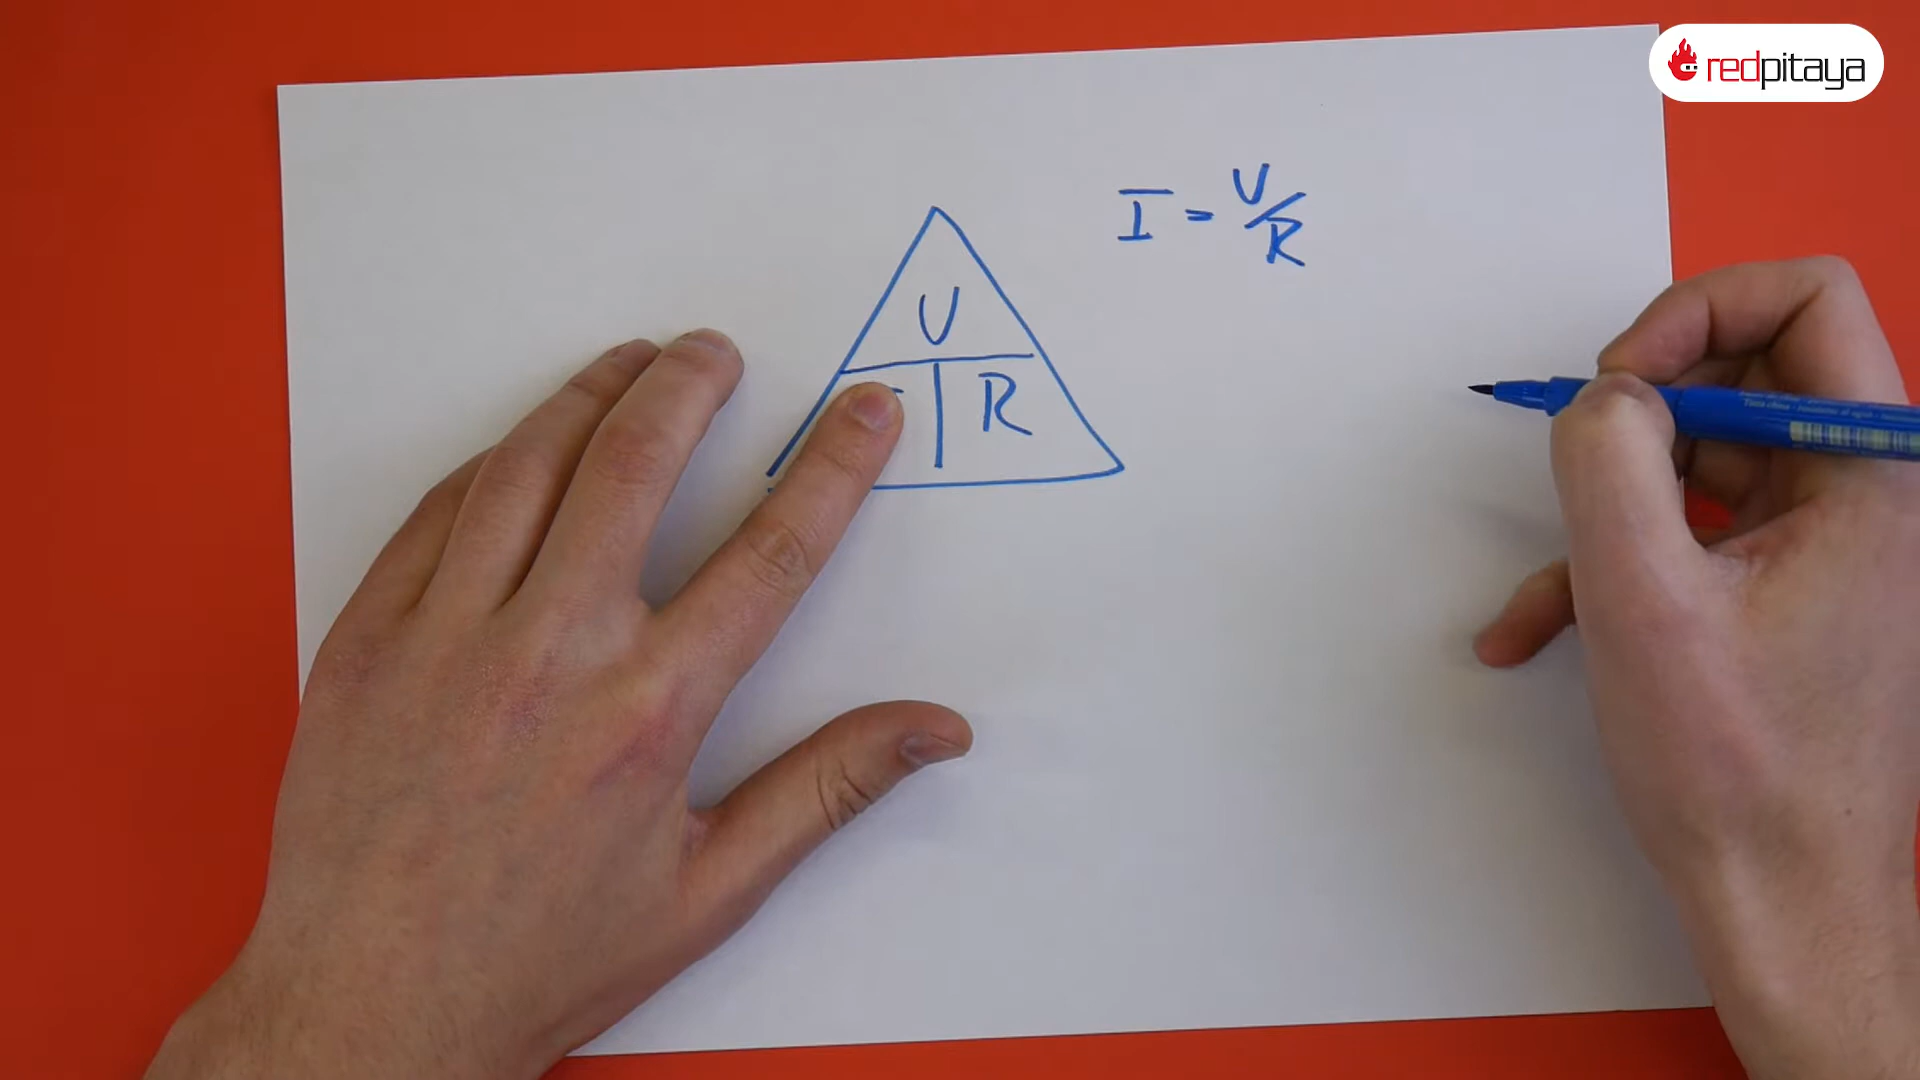 redpitaya
I = U/R
U
R